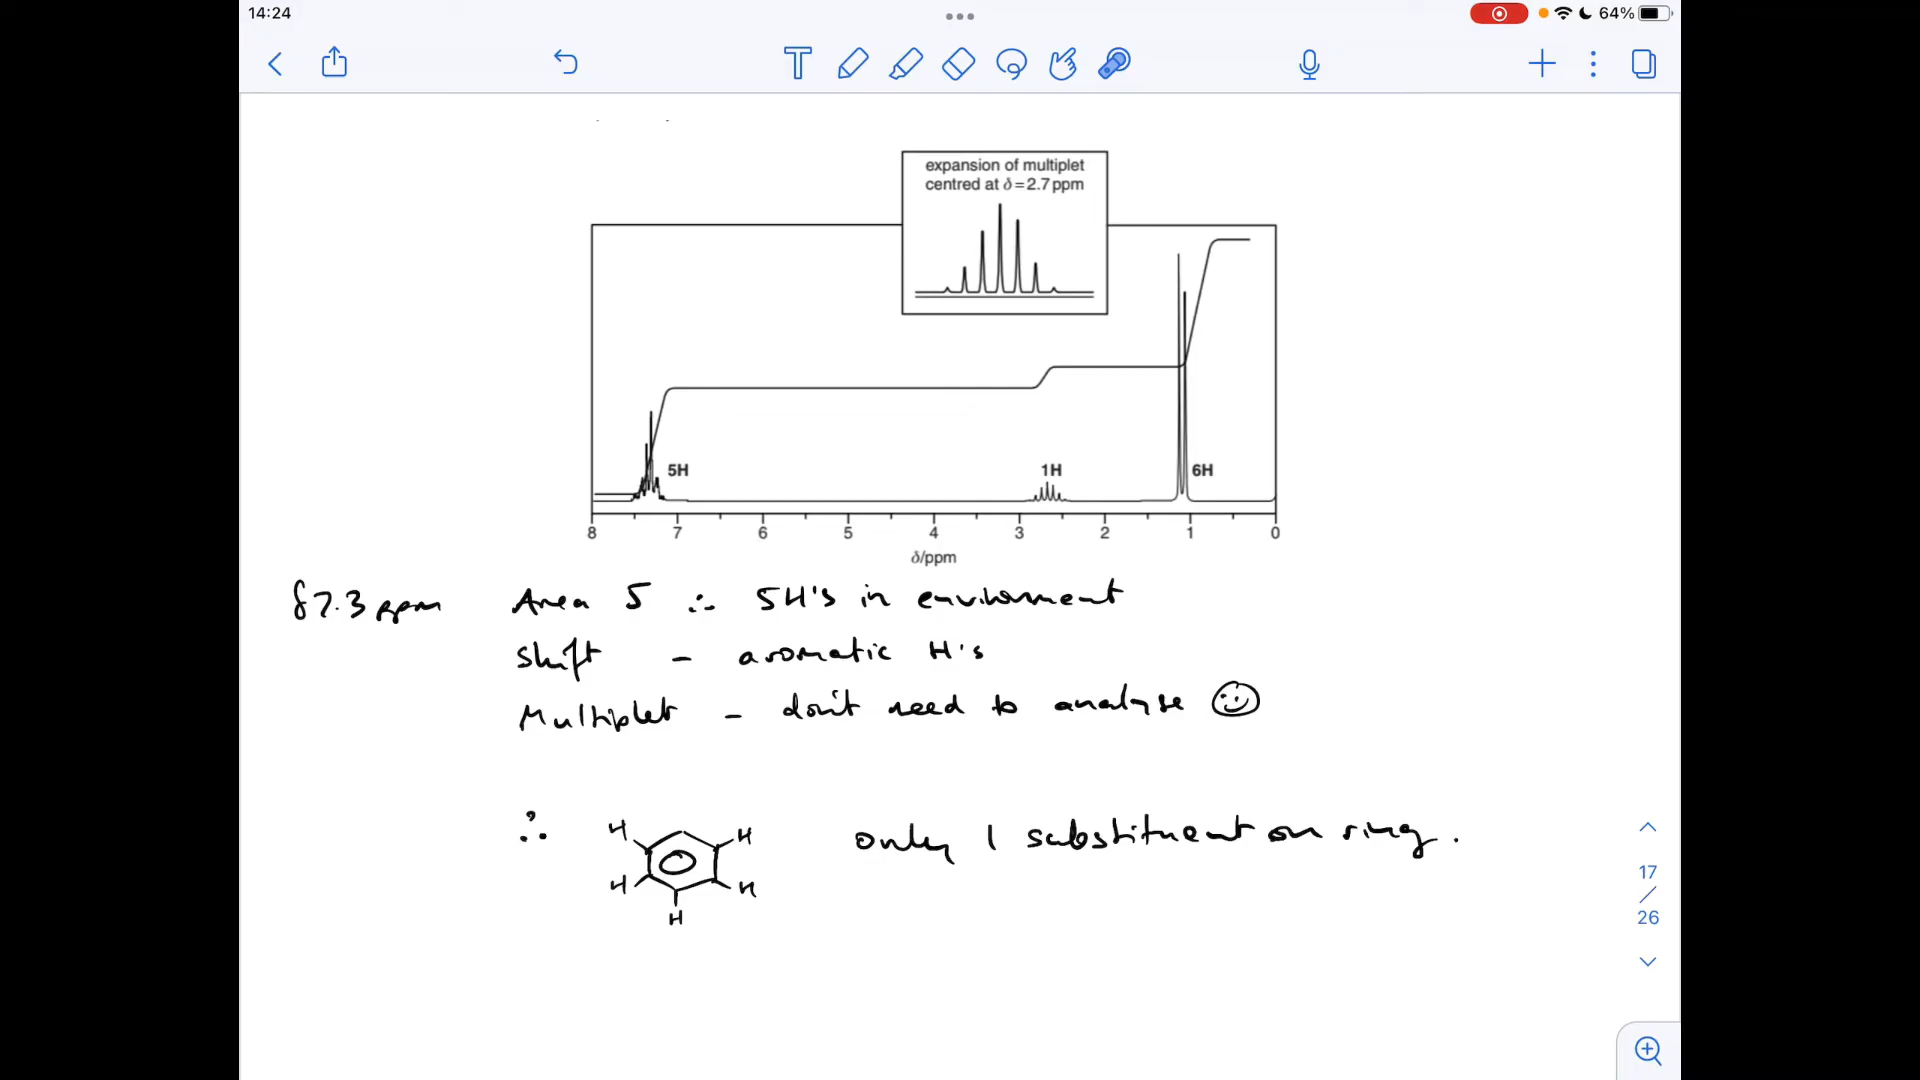 14:24
64%
expansion of multiplet
centred at δ = 2.7 ppm
5H
1H
6H
8 7 6 5 4 3 2 1 0
δ/ppm
δ 7.3 ppm Area 5 ∴ 5H's in environment
Shift - aromatic H's
Multiplet - don't need to analyse
∴ H H H H H only 1 substituent on ring.
17
/
26